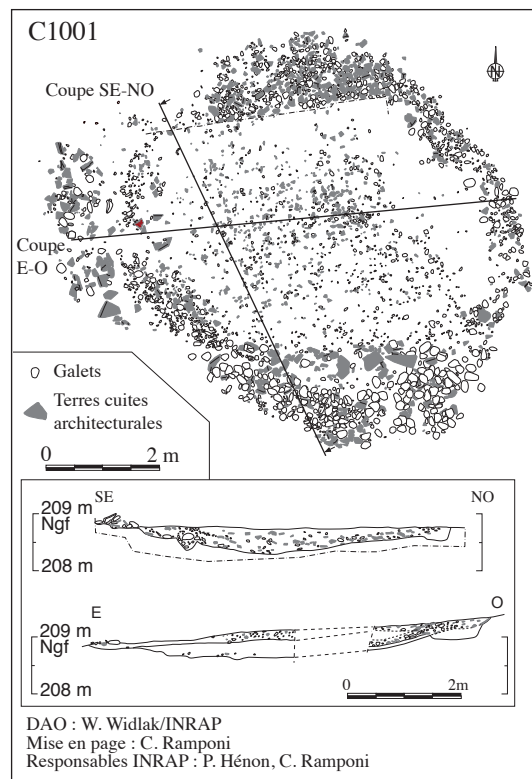 C1001
N
Coupe SE-NO
Coupe
E-O
Galets
Terres cuites
architecturales
0 2 m
SE NO
209 m
Ngf
208 m
E O
209 m
Ngf
208 m
0 2m
DAO : W. Widlak/INRAP
Mise en page : C. Ramponi
Responsables INRAP : P. Hénon, C. Ramponi